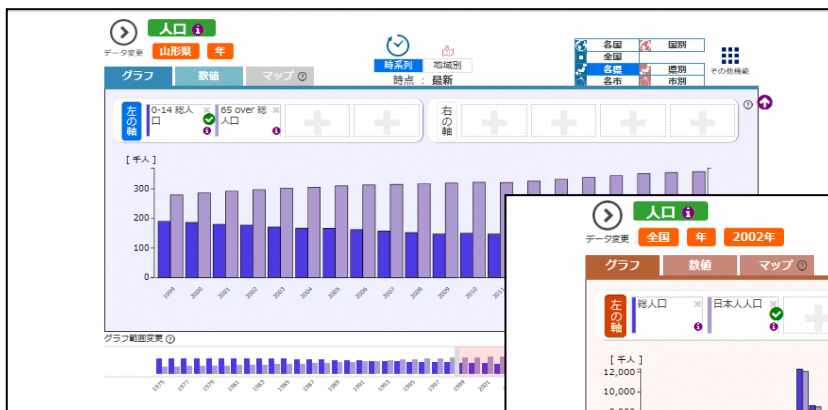 人口
データ変更 山形県 年
時系列 地域別
時点 : 最新
各国 国別
全国
各県 県別
各市 市別
その他機能
グラフ 数値 マップ
左の軸
0-14 総人口
65 over 総人口
右の軸
[ 千人 ]
300
200
100
0
1999 2000 2001 2002 2003 2004 2005 2006 2007 2008 2009 2010 2011
グラフ範囲変更
1975 1977 1979 1981 1983 1985 1987 1989 1991 1993 1995 1997 1999 2001
人口
データ変更 全国 年 2002年
グラフ 数値 マップ
左の軸
総人口
日本人人口
[ 千人 ]
12,000
10,000